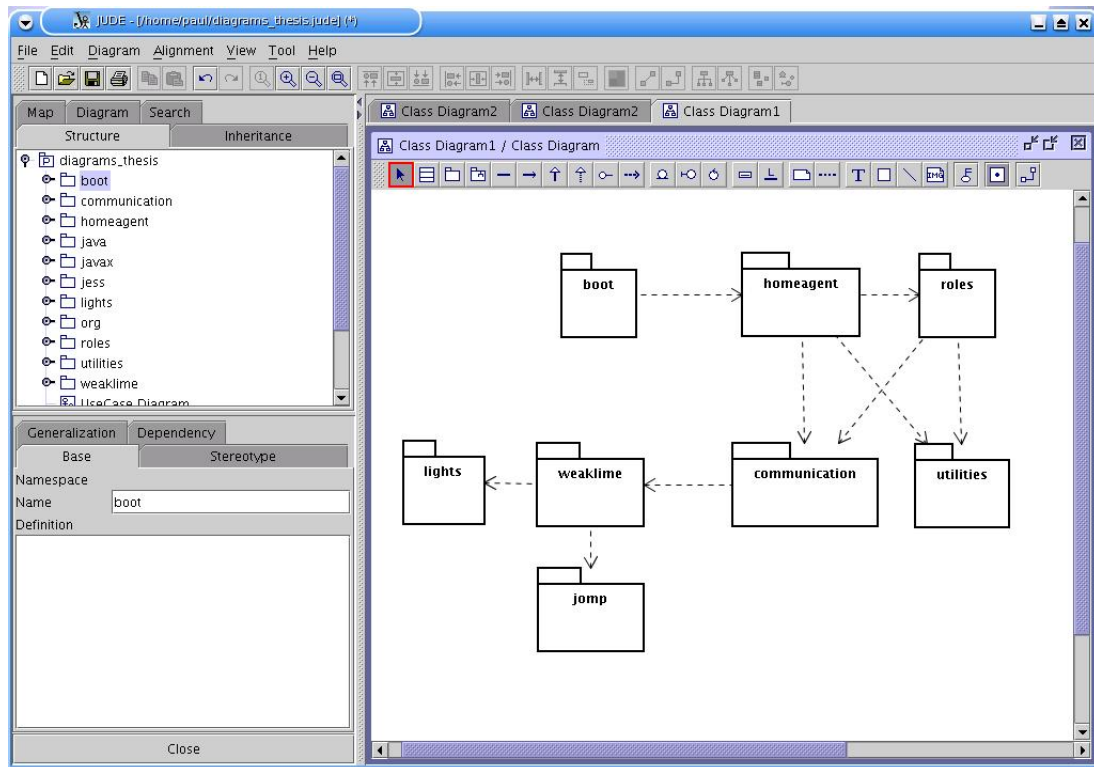 JUDE - [/home/paul/diagrams_thesis.jude] (*)
File Edit Diagram Alignment View Tool Help
Map Diagram Search
Structure Inheritance
diagrams_thesis
boot
communication
homeagent
java
javax
jess
lights
org
roles
utilities
weaklime
UseCase Diagram
Generalization Dependency
Base Stereotype
Namespace
Name boot
Definition
Close
Class Diagram2 Class Diagram2 Class Diagram1
Class Diagram1 / Class Diagram
T IMG
boot homeagent roles
lights weaklime communication utilities
jomp